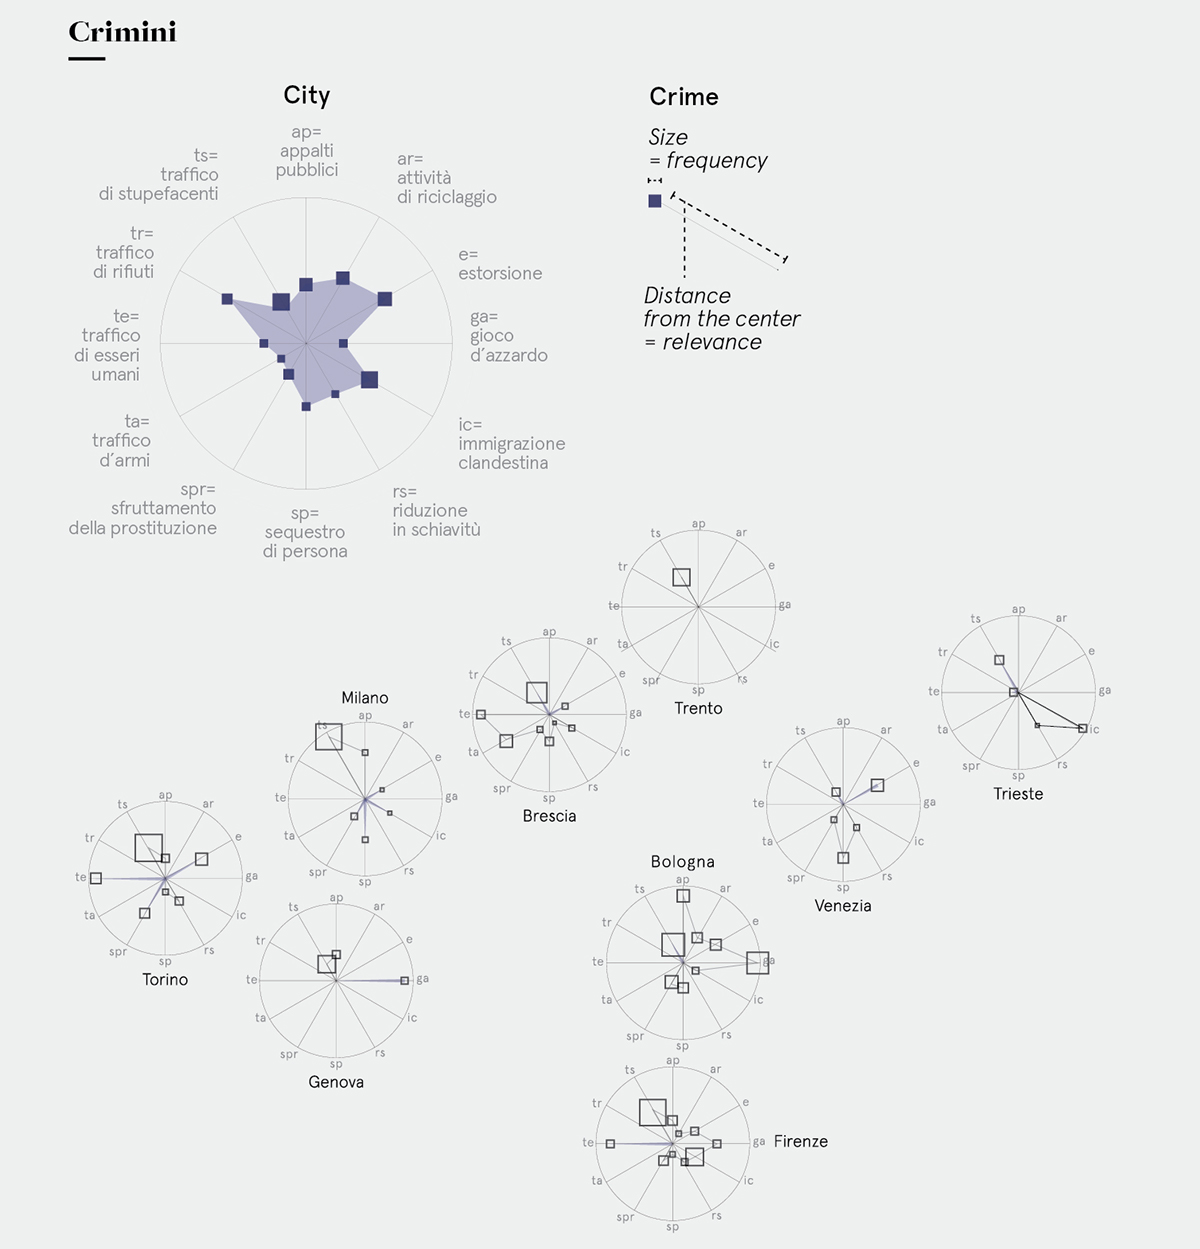 Crimini
City
ap=
appalti
pubblici
ar=
attività
di riciclaggio
e=
estorsione
ga=
gioco
d'azzardo
ic=
immigrazione
clandestina
rs=
riduzione
in schiavitù
sp=
sequestro
di persona
spr=
sfruttamento
della prostituzione
ta=
traffico
d'armi
te=
traffico
di esseri
umani
tr=
traffico
di rifiuti
ts=
traffico
di stupefacenti
Crime
Size
= frequency
Distance
from the center
= relevance
ap
ar
e
ga
ic
rs
sp
spr
ta
te
tr
ts
Trento
ap
ar
e
ga
ic
rs
sp
spr
te
tr
ts
Trieste
ap
ar
e
ga
ic
rs
sp
spr
ta
te
tr
ts
Brescia
Milano
ap
ar
e
ga
ic
sp
spr
ta
te
tr
ts
ap
ar
e
ga
ic
rs
sp
spr
ta
te
tr
ts
Venezia
ap
ar
e
ga
ic
rs
sp
spr
ta
te
tr
ts
Torino
Bologna
ap
ar
e
ga
ic
rs
sp
spr
ta
te
tr
ts
ap
ar
e
ga
ic
rs
sp
spr
ta
te
tr
ts
Genova
ap
ar
e
ga
ic
rs
sp
spr
ta
te
tr
ts
Firenze